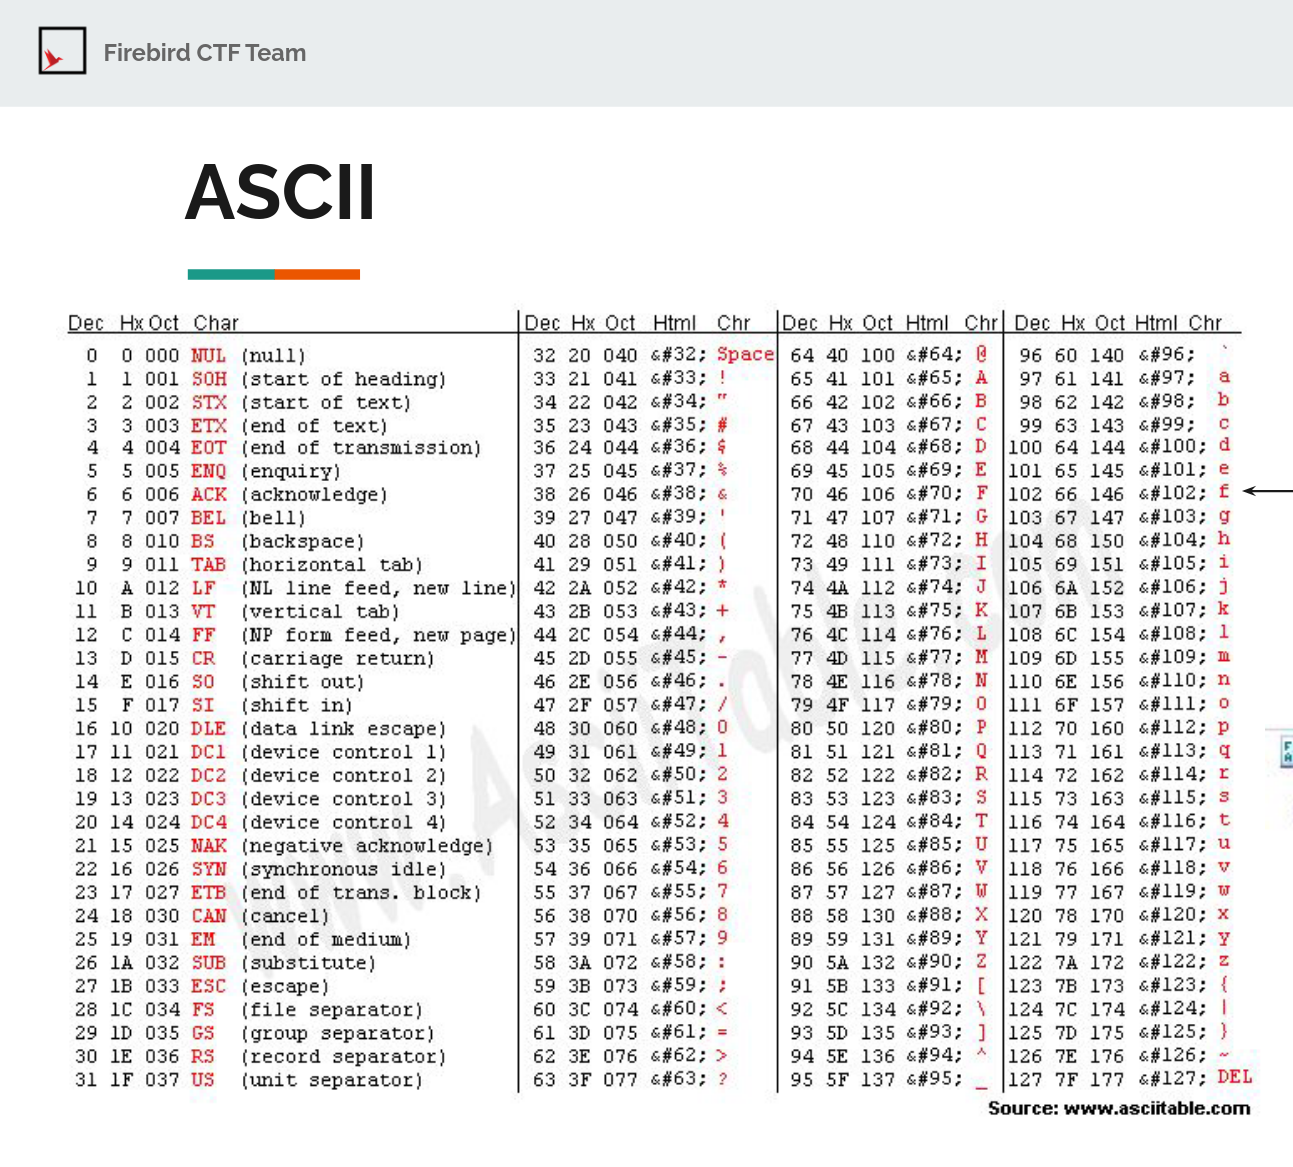 Firebird CTF Team
ASCII
Dec Hx Oct Char Dec Hx Oct Html Chr Dec Hx Oct Html Chr Dec Hx Oct Html Chr
0 0 000 NUL (null) 32 20 040 &#32; Space 64 40 100 &#64; @ 96 60 140 &#96; `
1 1 001 SOH (start of heading) 33 21 041 &#33; ! 65 41 101 &#65; A 97 61 141 &#97; a
2 2 002 STX (start of text) 34 22 042 &#34; " 66 42 102 &#66; B 98 62 142 &#98; b
3 3 003 ETX (end of text) 35 23 043 &#35; # 67 43 103 &#67; C 99 63 143 &#99; c
4 4 004 EOT (end of transmission) 36 24 044 &#36; $ 68 44 104 &#68; D 100 64 144 &#100; d
5 5 005 ENQ (enquiry) 37 25 045 &#37; % 69 45 105 &#69; E 101 65 145 &#101; e
6 6 006 ACK (acknowledge) 38 26 046 &#38; & 70 46 106 &#70; F 102 66 146 &#102; f
7 7 007 BEL (bell) 39 27 047 &#39; ' 71 47 107 &#71; G 103 67 147 &#103; g
8 8 010 BS (backspace) 40 28 050 &#40; ( 72 48 110 &#72; H 104 68 150 &#104; h
9 9 011 TAB (horizontal tab) 41 29 051 &#41; ) 73 49 111 &#73; I 105 69 151 &#105; i
10 A 012 LF (NL line feed, new line) 42 2A 052 &#42; * 74 4A 112 &#74; J 106 6A 152 &#106; j
11 B 013 VT (vertical tab) 43 2B 053 &#43; + 75 4B 113 &#75; K 107 6B 153 &#107; k
12 C 014 FF (NP form feed, new page) 44 2C 054 &#44; , 76 4C 114 &#76; L 108 6C 154 &#108; l
13 D 015 CR (carriage return) 45 2D 055 &#45; - 77 4D 115 &#77; M 109 6D 155 &#109; m
14 E 016 SO (shift out) 46 2E 056 &#46; . 78 4E 116 &#78; N 110 6E 156 &#110; n
15 F 017 SI (shift in) 47 2F 057 &#47; / 79 4F 117 &#79; O 111 6F 157 &#111; o
16 10 020 DLE (data link escape) 48 30 060 &#48; 0 80 50 120 &#80; P 112 70 160 &#112; p
17 11 021 DC1 (device control 1) 49 31 061 &#49; 1 81 51 121 &#81; Q 113 71 161 &#113; q
18 12 022 DC2 (device control 2) 50 32 062 &#50; 2 82 52 122 &#82; R 114 72 162 &#114; r
19 13 023 DC3 (device control 3) 51 33 063 &#51; 3 83 53 123 &#83; S 115 73 163 &#115; s
20 14 024 DC4 (device control 4) 52 34 064 &#52; 4 84 54 124 &#84; T 116 74 164 &#116; t
21 15 025 NAK (negative acknowledge) 53 35 065 &#53; 5 85 55 125 &#85; U 117 75 165 &#117; u
22 16 026 SYN (synchronous idle) 54 36 066 &#54; 6 86 56 126 &#86; V 118 76 166 &#118; v
23 17 027 ETB (end of trans. block) 55 37 067 &#55; 7 87 57 127 &#87; W 119 77 167 &#119; w
24 18 030 CAN (cancel) 56 38 070 &#56; 8 88 58 130 &#88; X 120 78 170 &#120; x
25 19 031 EM (end of medium) 57 39 071 &#57; 9 89 59 131 &#89; Y 121 79 171 &#121; y
26 1A 032 SUB (substitute) 58 3A 072 &#58; : 90 5A 132 &#90; Z 122 7A 172 &#122; z
27 1B 033 ESC (escape) 59 3B 073 &#59; ; 91 5B 133 &#91; [ 123 7B 173 &#123; {
28 1C 034 FS (file separator) 60 3C 074 &#60; < 92 5C 134 &#92; \ 124 7C 174 &#124; |
29 1D 035 GS (group separator) 61 3D 075 &#61; = 93 5D 135 &#93; ] 125 7D 175 &#125; }
30 1E 036 RS (record separator) 62 3E 076 &#62; > 94 5E 136 &#94; ^ 126 7E 176 &#126; ~
31 1F 037 US (unit separator) 63 3F 077 &#63; ? 95 5F 137 &#95; _ 127 7F 177 &#127; DEL
Source: www.asciitable.com
www.AsciiTable.com